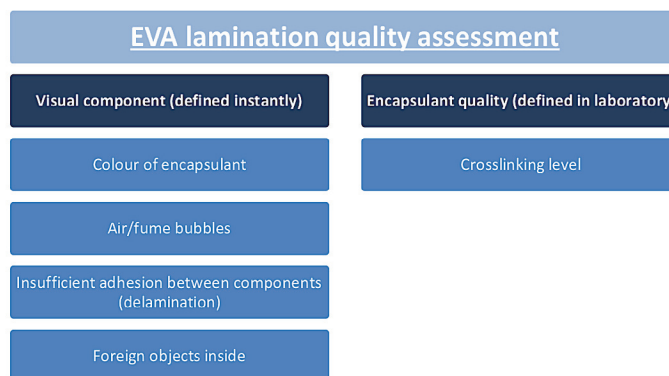 EVA lamination quality assessment
Visual component (defined instantly)
Encapsulant quality (defined in laboratory
Colour of encapsulant
Crosslinking level
Air/fume bubbles
Insufficient adhesion between components
(delamination)
Foreign objects inside